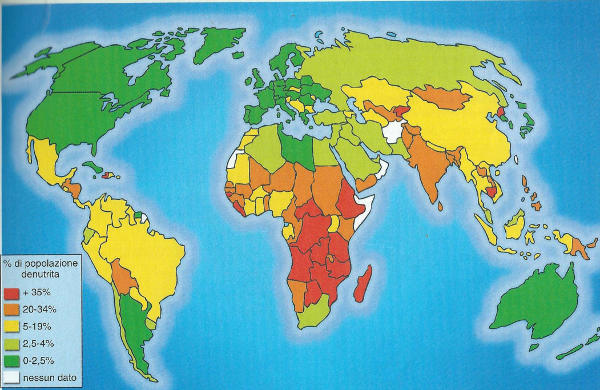 % di popolazione
denutrita
+ 35%
20-34%
5-19%
2,5-4%
0-2,5%
nessun dato